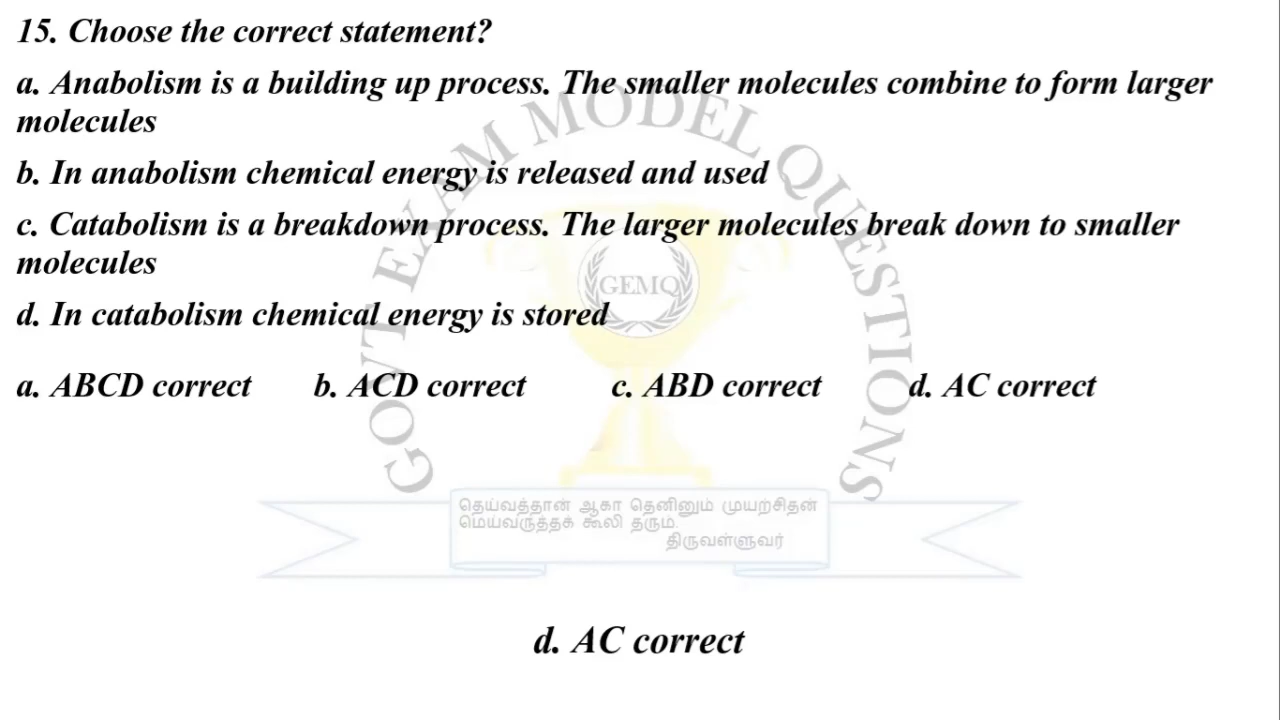 15. Choose the correct statement?
a. Anabolism is a building up process. The smaller molecules combine to form larger
molecules
b. In anabolism chemical energy is released and used
c. Catabolism is a breakdown process. The larger molecules break down to smaller
molecules
d. In catabolism chemical energy is stored
a. ABCD correct b. ACD correct c. ABD correct d. AC correct
GOVT EXAM MODEL QUESTIONS
GEMQ
தெய்வத்தான் ஆகா தெனினும் முயற்சிதன்
மெய்வருத்தக் கூலி தரும்.
திருவள்ளுவர்
d. AC correct